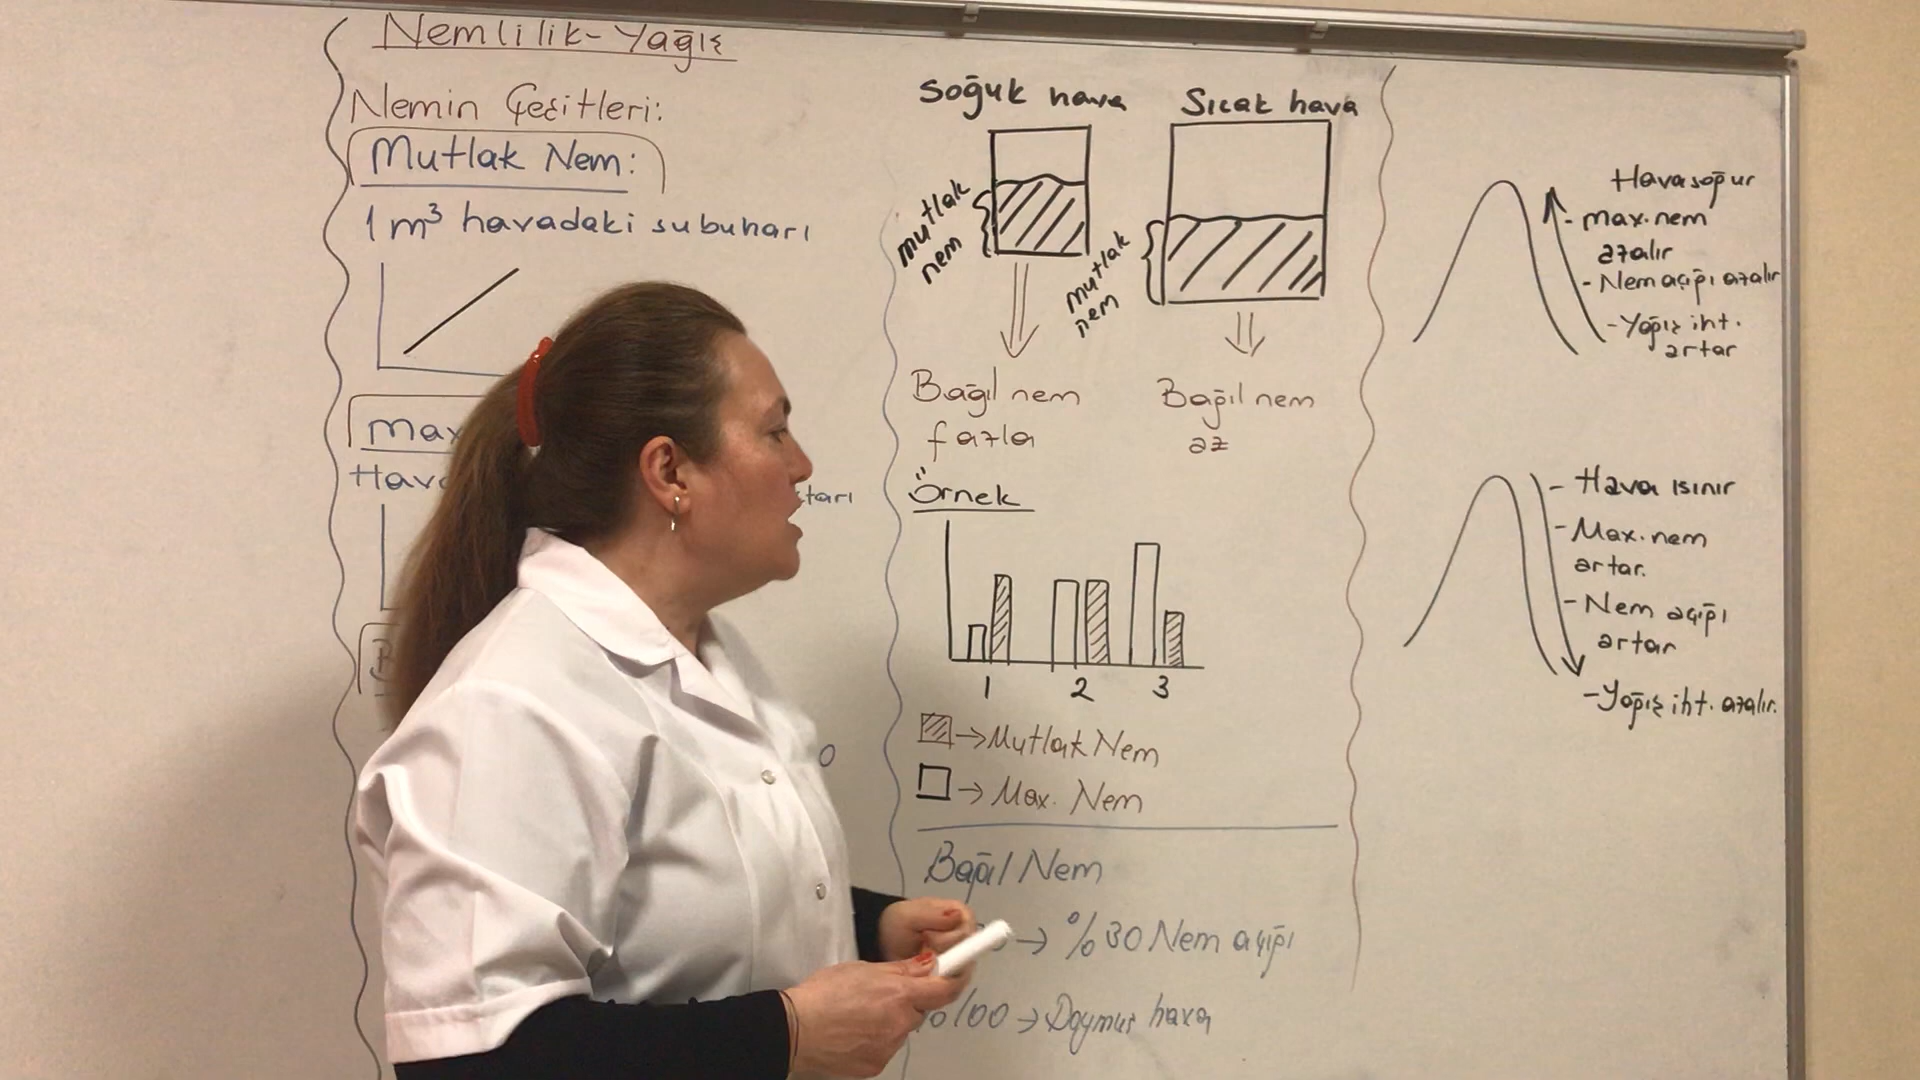 Nemlilik-Yağış
Nemin Çeşitleri:
Mutlak Nem:
1 m³ havadaki subuharı
Max
Hava
Soğuk hava
mutlak
nem
Bağıl nem
fazla
Sıcak hava
mutlak
nem
Bağıl nem
az
Örnek
1 2 3
→ Mutlak Nem
→ Max. Nem
Bağıl Nem
→ %30 Nem açığı
%100 → Doymuş hava
Hava soğur
- max. nem
azalır
- Nem açığı azalır
- Yağış iht.
artar
- Hava ısınır
- Max. nem
artar.
- Nem açığı
artar
- Yağış iht. azalır.